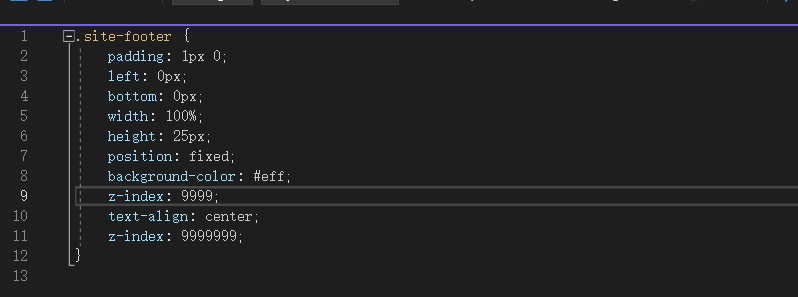 1 .site-footer {
2 padding: 1px 0;
3 left: 0px;
4 bottom: 0px;
5 width: 100%;
6 height: 25px;
7 position: fixed;
8 background-color: #eff;
9 z-index: 9999;
10 text-align: center;
11 z-index: 9999999;
12 }
13